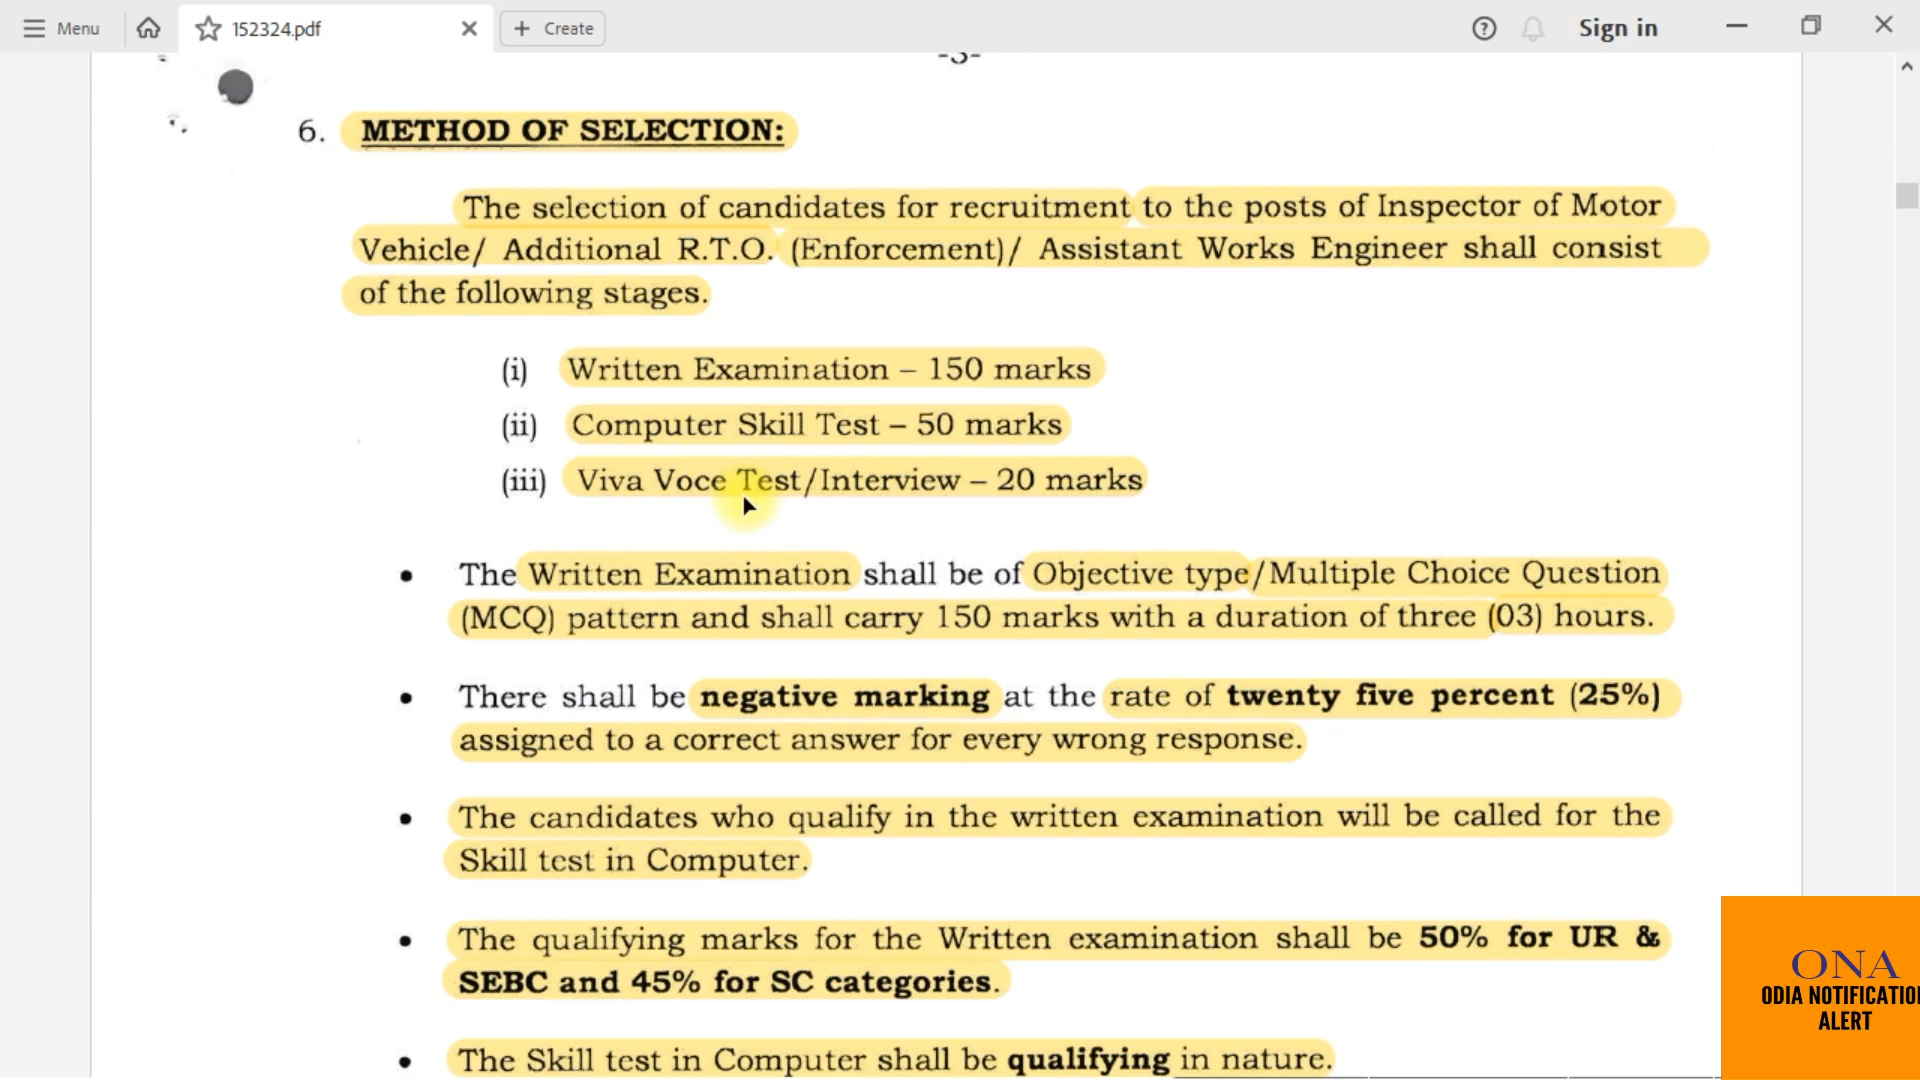 Menu
152324.pdf
Create
Sign in
-3-
6. METHOD OF SELECTION:
The selection of candidates for recruitment to the posts of Inspector of Motor
Vehicle/ Additional R.T.O. (Enforcement)/ Assistant Works Engineer shall consist
of the following stages.
(i) Written Examination – 150 marks
(ii) Computer Skill Test – 50 marks
(iii) Viva Voce Test/Interview – 20 marks
• The Written Examination shall be of Objective type/Multiple Choice Question
(MCQ) pattern and shall carry 150 marks with a duration of three (03) hours.
• There shall be negative marking at the rate of twenty five percent (25%)
assigned to a correct answer for every wrong response.
• The candidates who qualify in the written examination will be called for the
Skill test in Computer.
• The qualifying marks for the Written examination shall be 50% for UR &
SEBC and 45% for SC categories.
• The Skill test in Computer shall be qualifying in nature.
ONA
ODIA NOTIFICATIO
ALERT